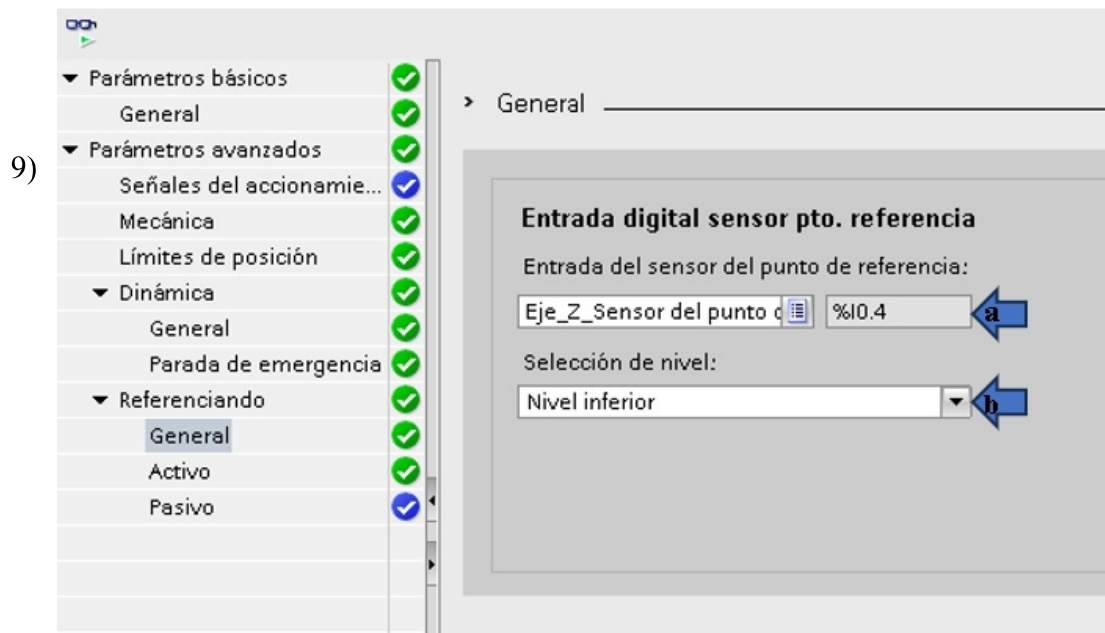 9)
Parámetros básicos
General
Parámetros avanzados
Señales del accionamie...
Mecánica
Límites de posición
Dinámica
General
Parada de emergencia
Referenciando
General
Activo
Pasivo
General
Entrada digital sensor pto. referencia
Entrada del sensor del punto de referencia:
Eje_Z_Sensor del punto %I0.4 a
Selección de nivel:
Nivel inferior b